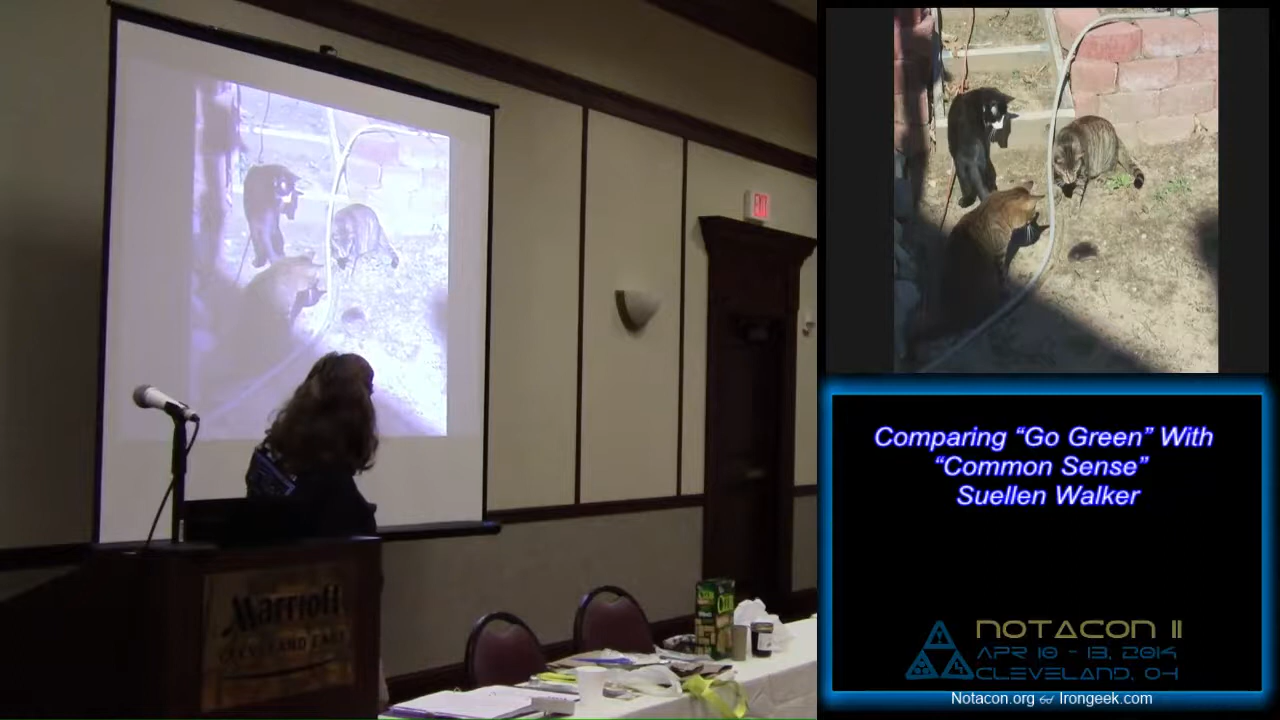 EXIT
Marriott
CLEVELAND EAST
Comparing “Go Green” With
“Common Sense”
Suellen Walker
NOTACON 11
APR 10 - 13, 2014
CLEVELAND, OH
Notacon.org Irongeek.com